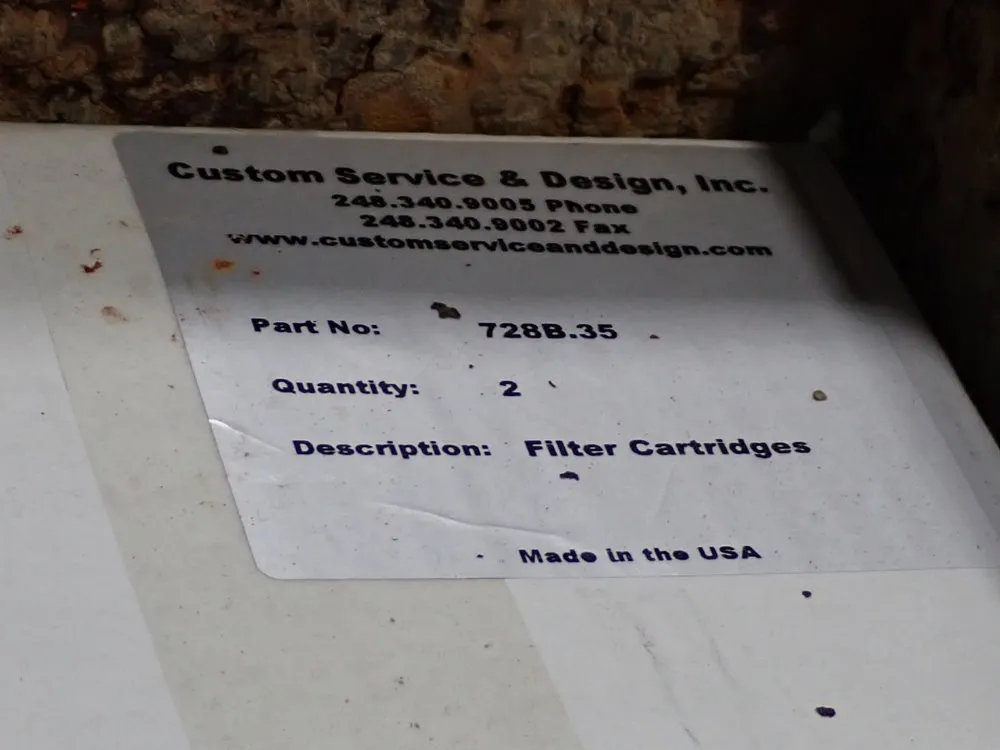 Custom Service & Design, Inc.
248.340.9005 Phone
248.340.9002 Fax
www.customserviceanddesign.com
Part No: 728B.35
Quantity: 2
Description: Filter Cartridges
Made in the USA